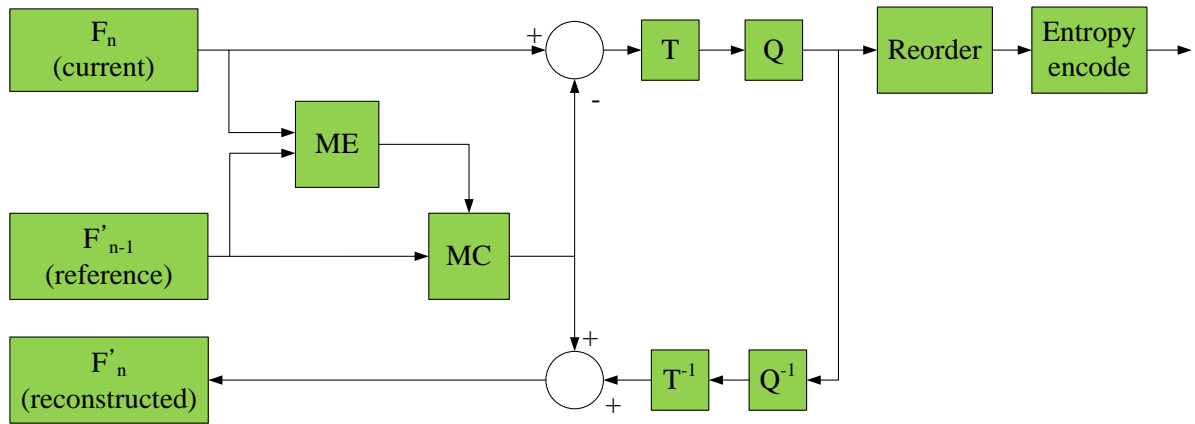 Fn
(current)
+
T
Q
Reorder
Entropy
encode
-
ME
F'n-1
(reference)
MC
F'n
(reconstructed)
+
+
T-1
Q-1